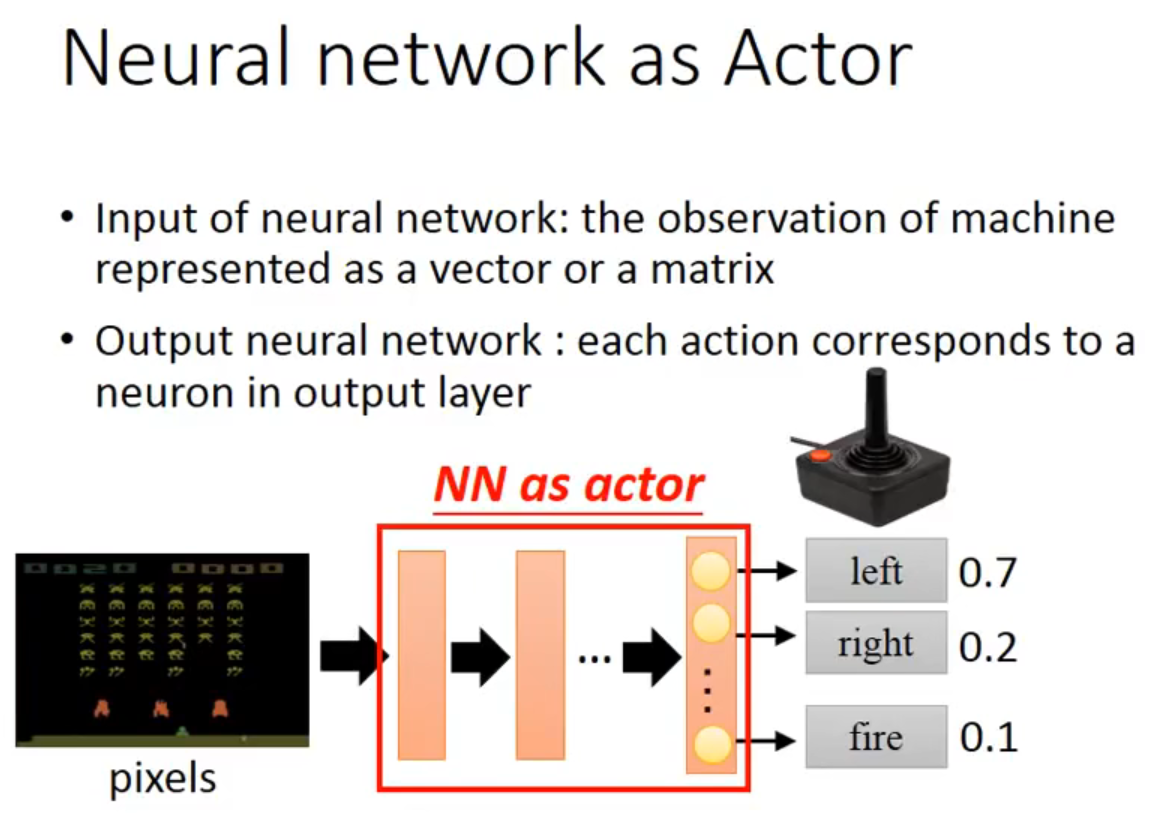 Neural network as Actor
• Input of neural network: the observation of machine
represented as a vector or a matrix
• Output neural network : each action corresponds to a
neuron in output layer
NN as actor
0020 0000
left 0.7
...
right 0.2
fire 0.1
pixels